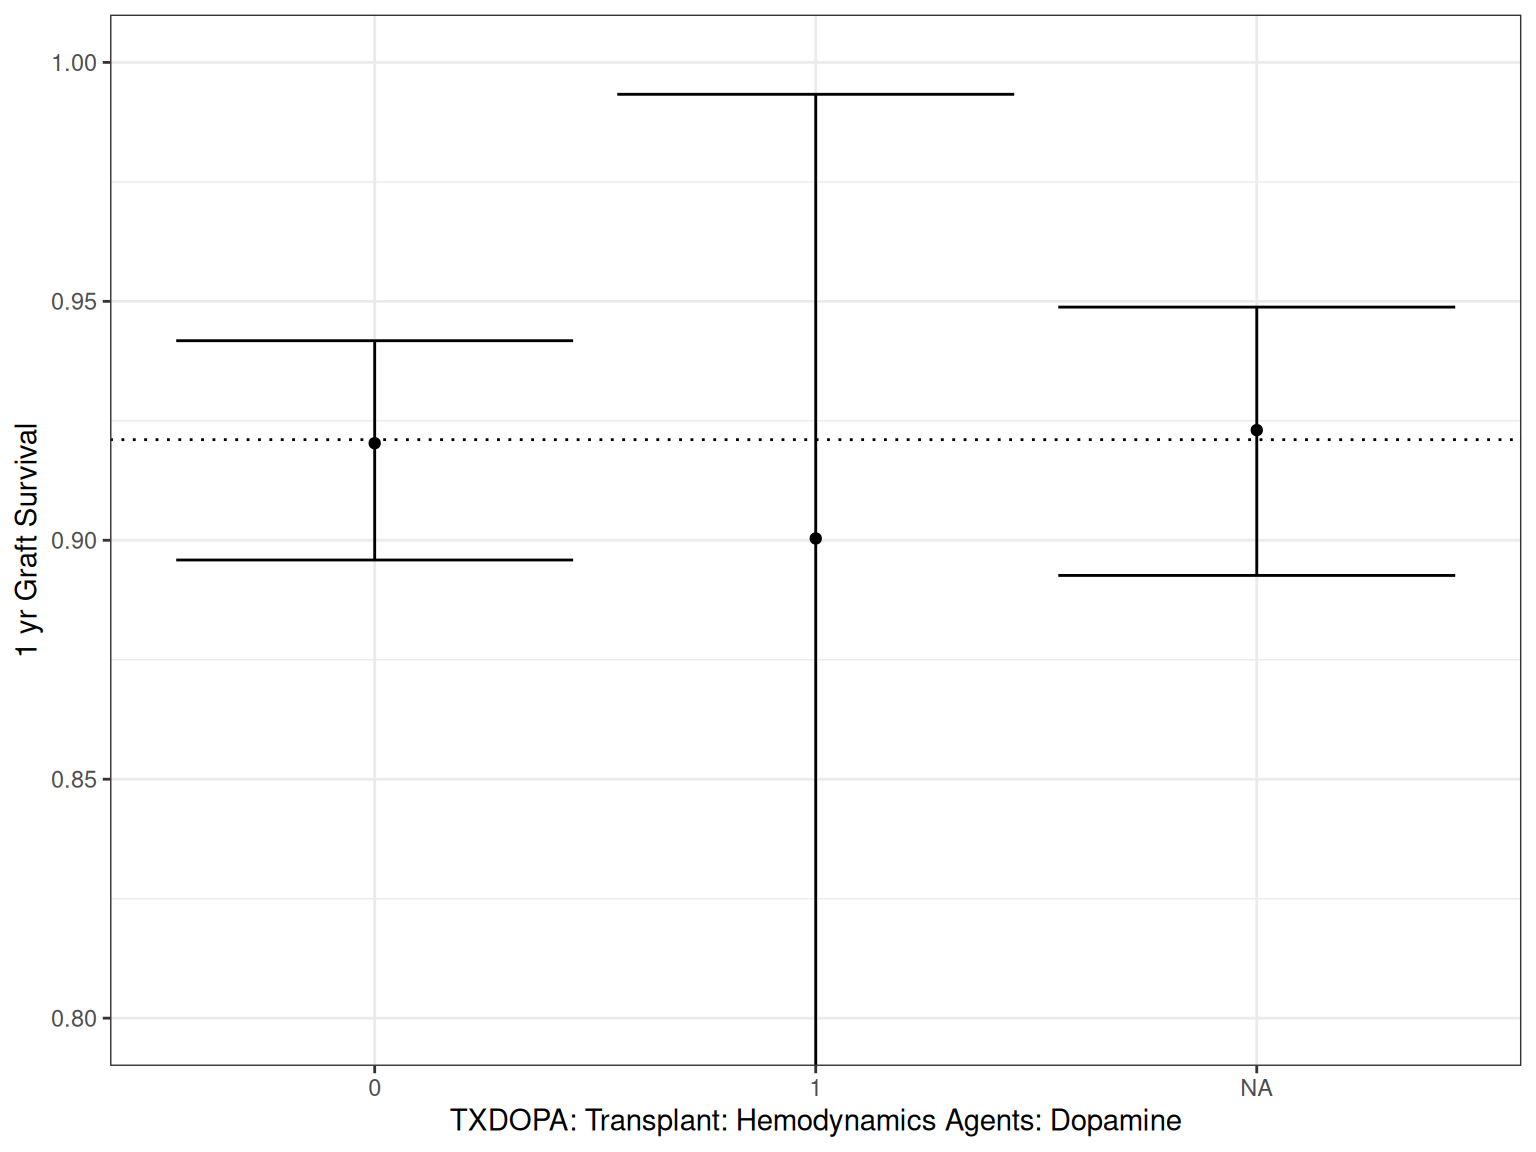 1 yr Graft Survival
1.00
0.95
0.90
0.85
0.80
0 1 NA
TXDOPA: Transplant: Hemodynamics Agents: Dopamine